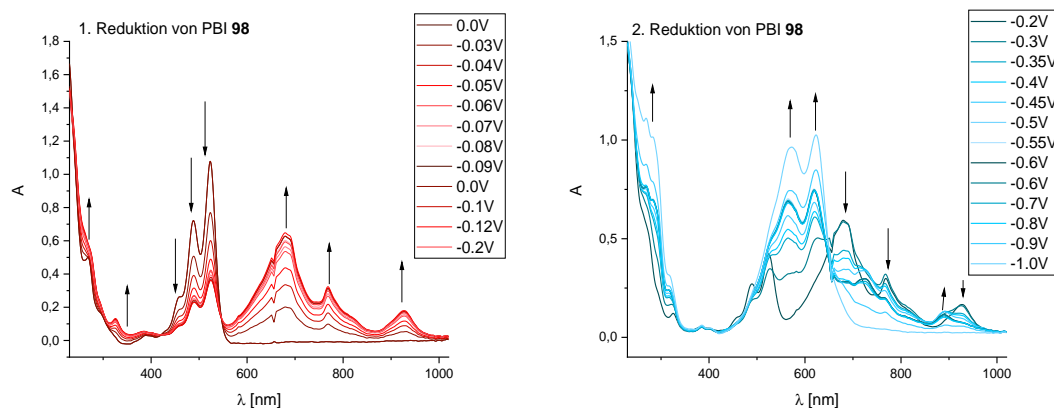 1. Reduktion von PBI 98
0.0V
-0.03V
-0.04V
-0.05V
-0.06V
-0.07V
-0.08V
-0.09V
0.0V
-0.1V
-0.12V
-0.2V
1,8
1,6
1,4
1,2
1,0
0,8
0,6
0,4
0,2
0,0
A
400
600
800
1000
λ [nm]
2. Reduktion von PBI 98
-0.2V
-0.3V
-0.35V
-0.4V
-0.45V
-0.5V
-0.55V
-0.6V
-0.6V
-0.7V
-0.8V
-0.9V
-1.0V
1,5
1,0
0,5
0,0
A
400
600
800
1000
λ [nm]